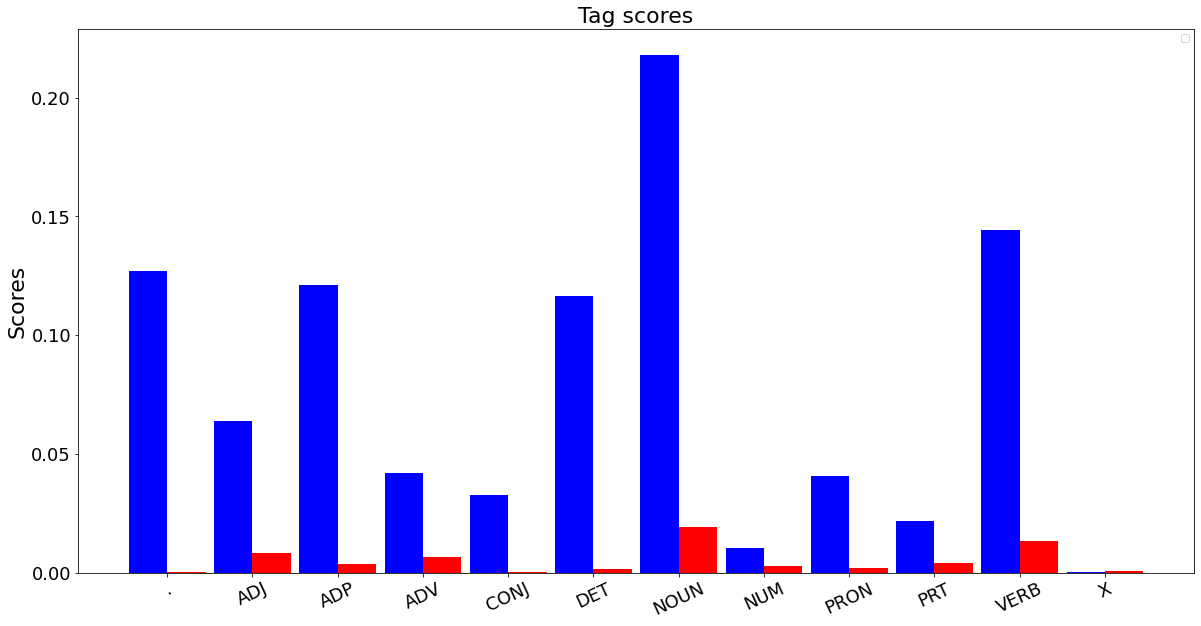 Tag scores
Scores
0.20
0.15
0.10
0.05
0.00
. ADJ ADP ADV CONJ DET NOUN NUM PRON PRT VERB X